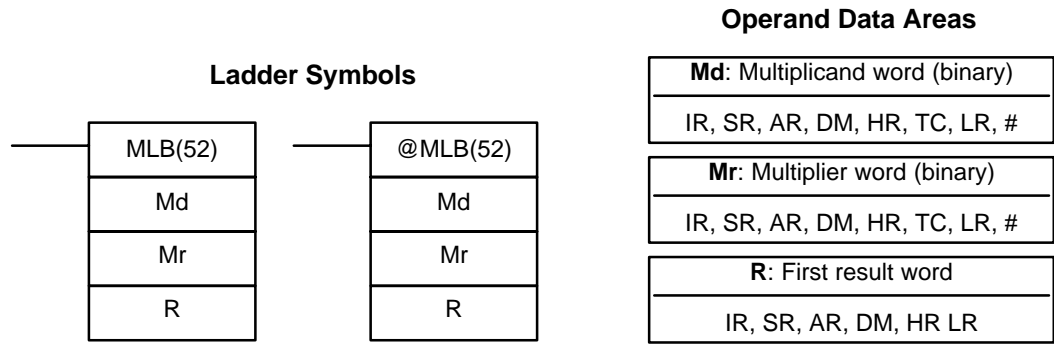 Ladder Symbols
MLB(52)
Md
Mr
R
@MLB(52)
Md
Mr
R
Operand Data Areas
Md: Multiplicand word (binary)
IR, SR, AR, DM, HR, TC, LR, #
Mr: Multiplier word (binary)
IR, SR, AR, DM, HR, TC, LR, #
R: First result word
IR, SR, AR, DM, HR LR